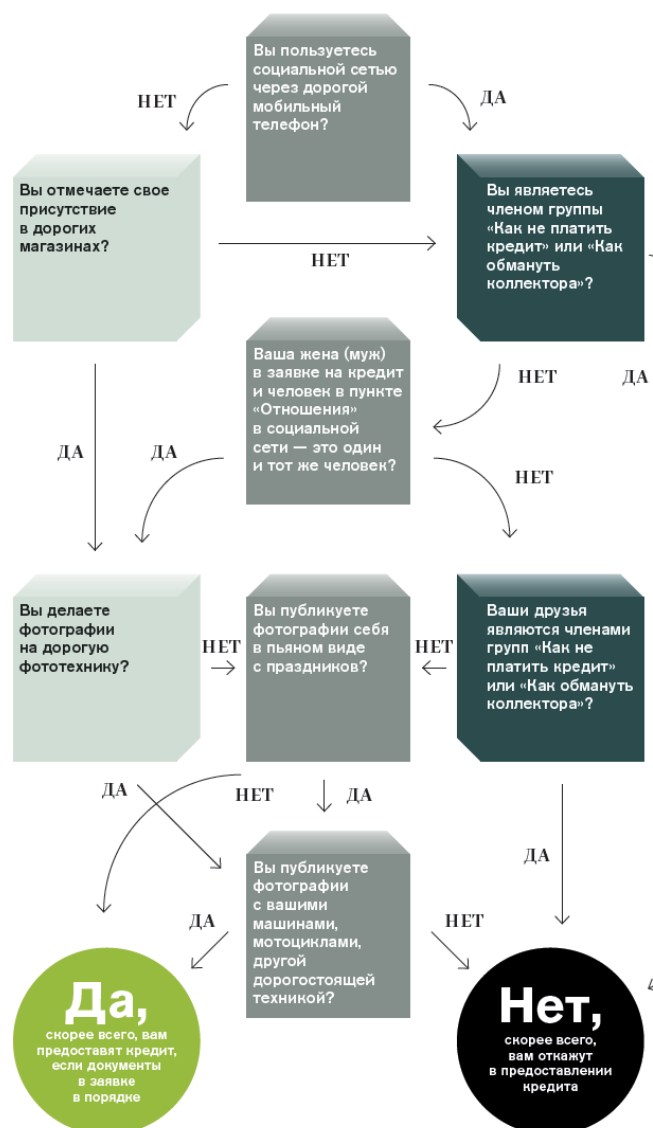 Вы пользуетесь
социальной сетью
через дорогой
мобильный
телефон?
НЕТ
ДА
Вы отмечаете свое
присутствие
в дорогих
магазинах?
НЕТ
Вы являетесь
членом группы
«Как не платить
кредит» или «Как
обмануть
коллектора»?
ДА
Ваша жена (муж)
в заявке на кредит
и человек в пункте
«Отношения»
в социальной
сети — это один
и тот же человек?
НЕТ
ДА
ДА
НЕТ
Вы делаете
фотографии
на дорогую
фототехнику?
НЕТ
Вы публикуете
фотографии себя
в пьяном виде
с праздников?
НЕТ
Ваши друзья
являются членами
групп «Как не
платить кредит»
или «Как обмануть
коллектора»?
ДА
НЕТ
ДА
ДА
Вы публикуете
фотографии
с вашими
машинами,
мотоциклами,
другой
дорогостоящей
техникой?
ДА
НЕТ
Да,
скорее всего, вам
предоставят кредит,
если документы
в заявке
в порядке
Нет,
скорее всего,
вам откажут
в предоставлении
кредита